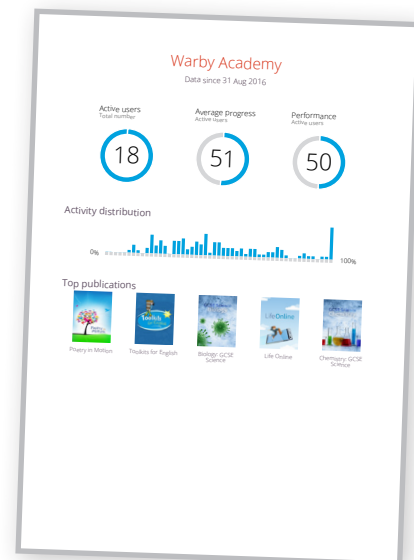 Warby Academy
Data since 31 Aug 2016
Active users
Total number
Average progress
Active users
Performance
Active users
18
51
50
Activity distribution
0%
100%
Top publications
Toolkits
LifeOnline
Poetry in Motion
Toolkits for English
Biology: GCSE
Science
Life Online
Chemistry: GCSE
Science